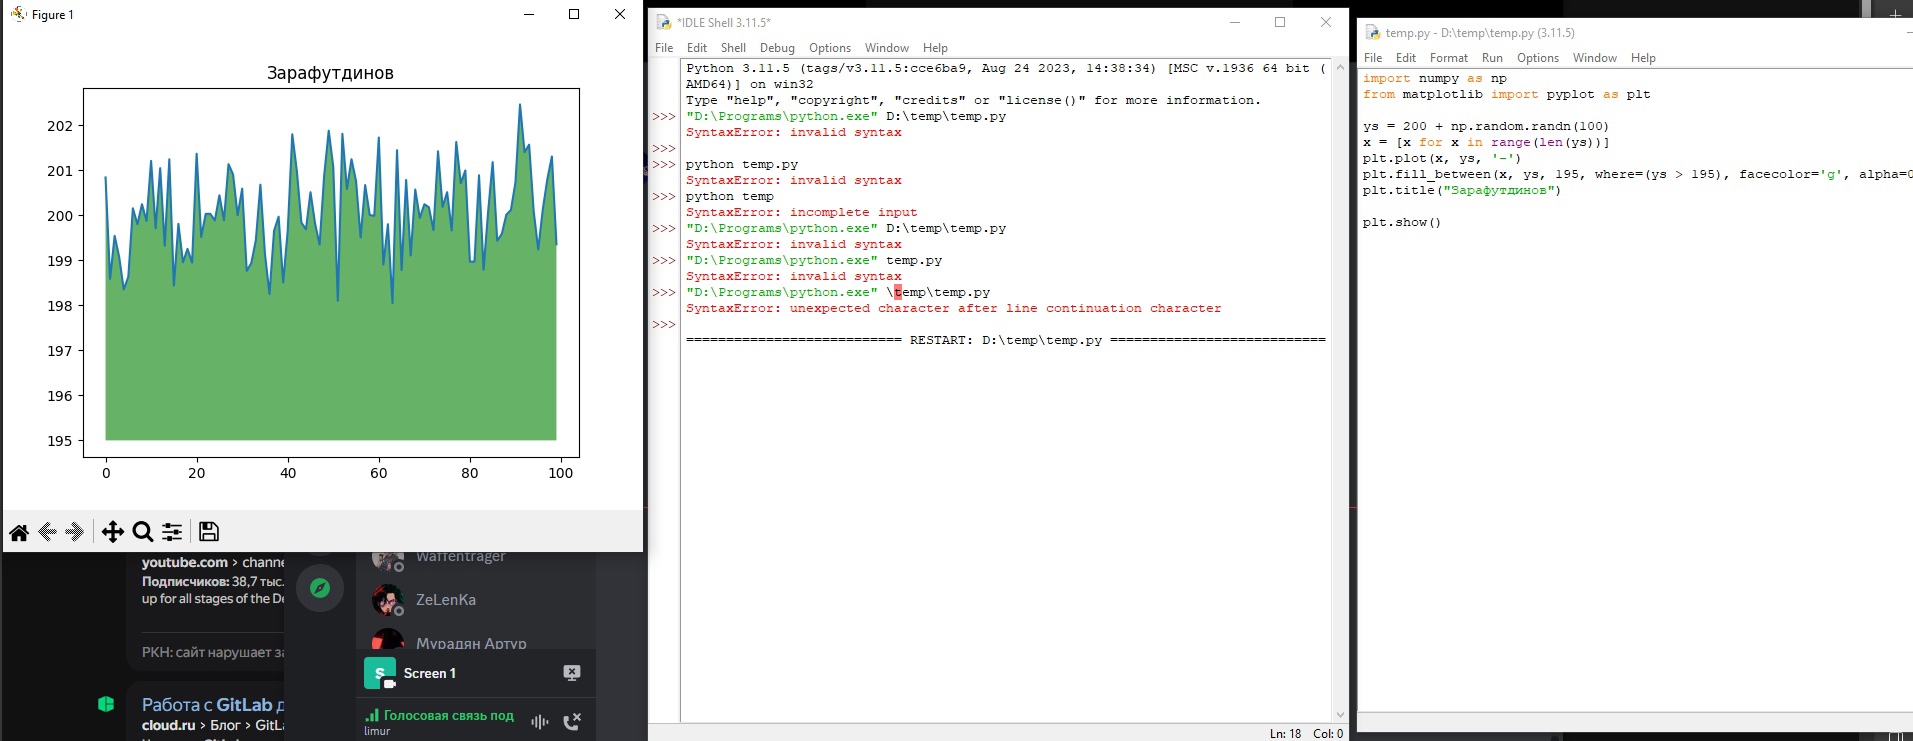 Figure 1
Зарафутдинов
202
201
200
199
198
197
196
195
0 20 40 60 80 100
youtube.com › channe
Подписчиков: 38,7 тыс.
up for all stages of the De
РКН: сайт нарушает за
Работа с GitLab д
cloud.ru › Блог › GitLa
Waffentrager
ZeLenKa
Мурадян Артур
S
Screen 1
Голосовая связь под
limur
*IDLE Shell 3.11.5*
File Edit Shell Debug Options Window Help
Python 3.11.5 (tags/v3.11.5:cce6ba9, Aug 24 2023, 14:38:34) [MSC v.1936 64 bit (
AMD64)] on win32
Type "help", "copyright", "credits" or "license()" for more information.
>>> "D:\Programs\python.exe" D:\temp\temp.py
SyntaxError: invalid syntax
>>>
>>> python temp.py
SyntaxError: invalid syntax
>>> python temp
SyntaxError: incomplete input
>>> "D:\Programs\python.exe" D:\temp\temp.py
SyntaxError: invalid syntax
>>> "D:\Programs\python.exe" temp.py
SyntaxError: invalid syntax
>>> "D:\Programs\python.exe" \temp\temp.py
SyntaxError: unexpected character after line continuation character
>>>
=========================== RESTART: D:\temp\temp.py ===========================
Ln: 18 Col: 0
temp.py - D:\temp\temp.py (3.11.5)
File Edit Format Run Options Window Help
import numpy as np
from matplotlib import pyplot as plt
ys = 200 + np.random.randn(100)
x = [x for x in range(len(ys))]
plt.plot(x, ys, '-')
plt.fill_between(x, ys, 195, where=(ys > 195), facecolor='g', alpha=0
plt.title("Зарафутдинов")
plt.show()